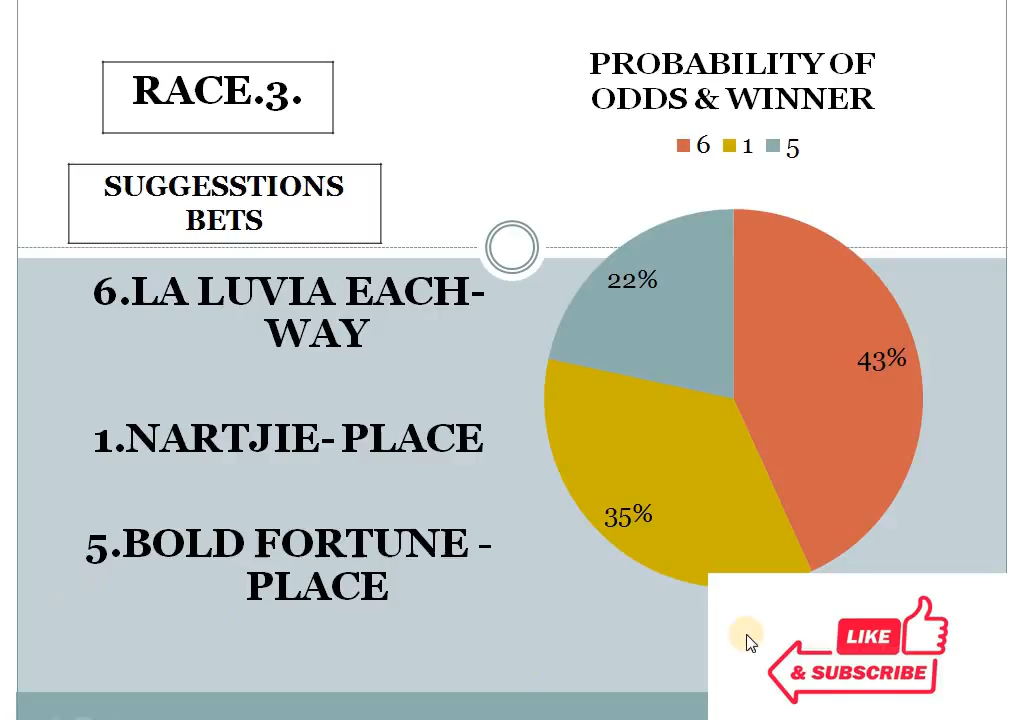 RACE.3.
SUGGESSTIONS
BETS
6.LA LUVIA EACH-
WAY
1.NARTJIE- PLACE
5.BOLD FORTUNE -
PLACE
PROBABILITY OF
ODDS & WINNER
6 1 5
22%
43%
35%
LIKE
& SUBSCRIBE